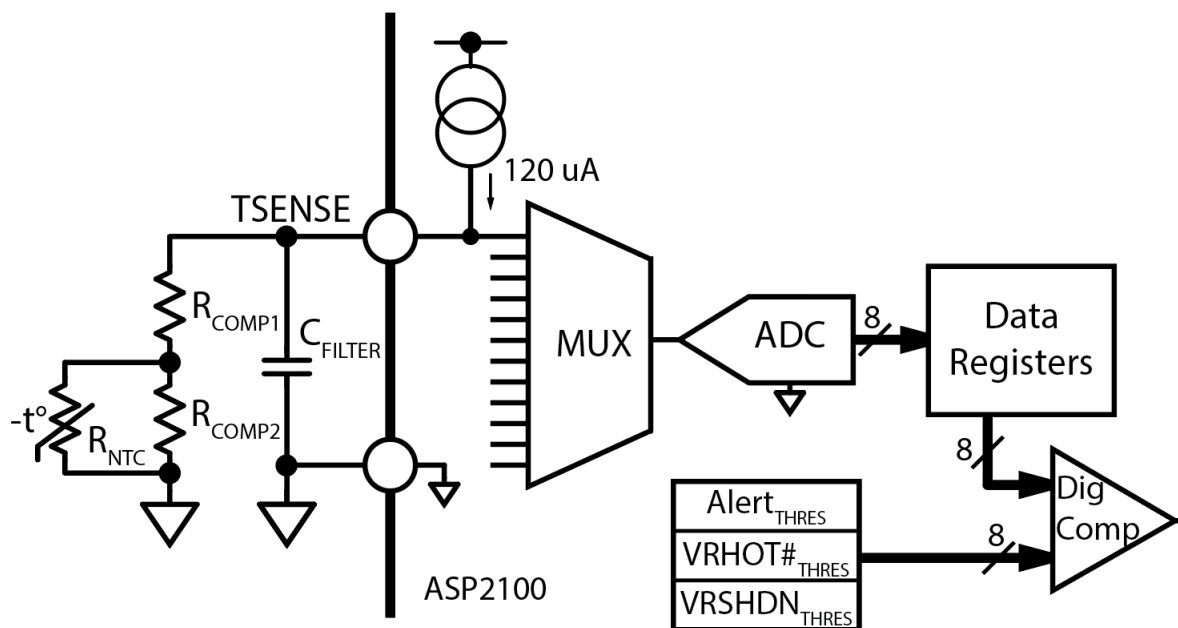 120 uA
TSENSE
R_COMP1
C_FILTER
MUX
ADC
8
Data
Registers
-t°
R_NTC
R_COMP2
8
Dig
Comp
Alert_THRES
VRHOT#_THRES
8
VRSHDN_THRES
ASP2100